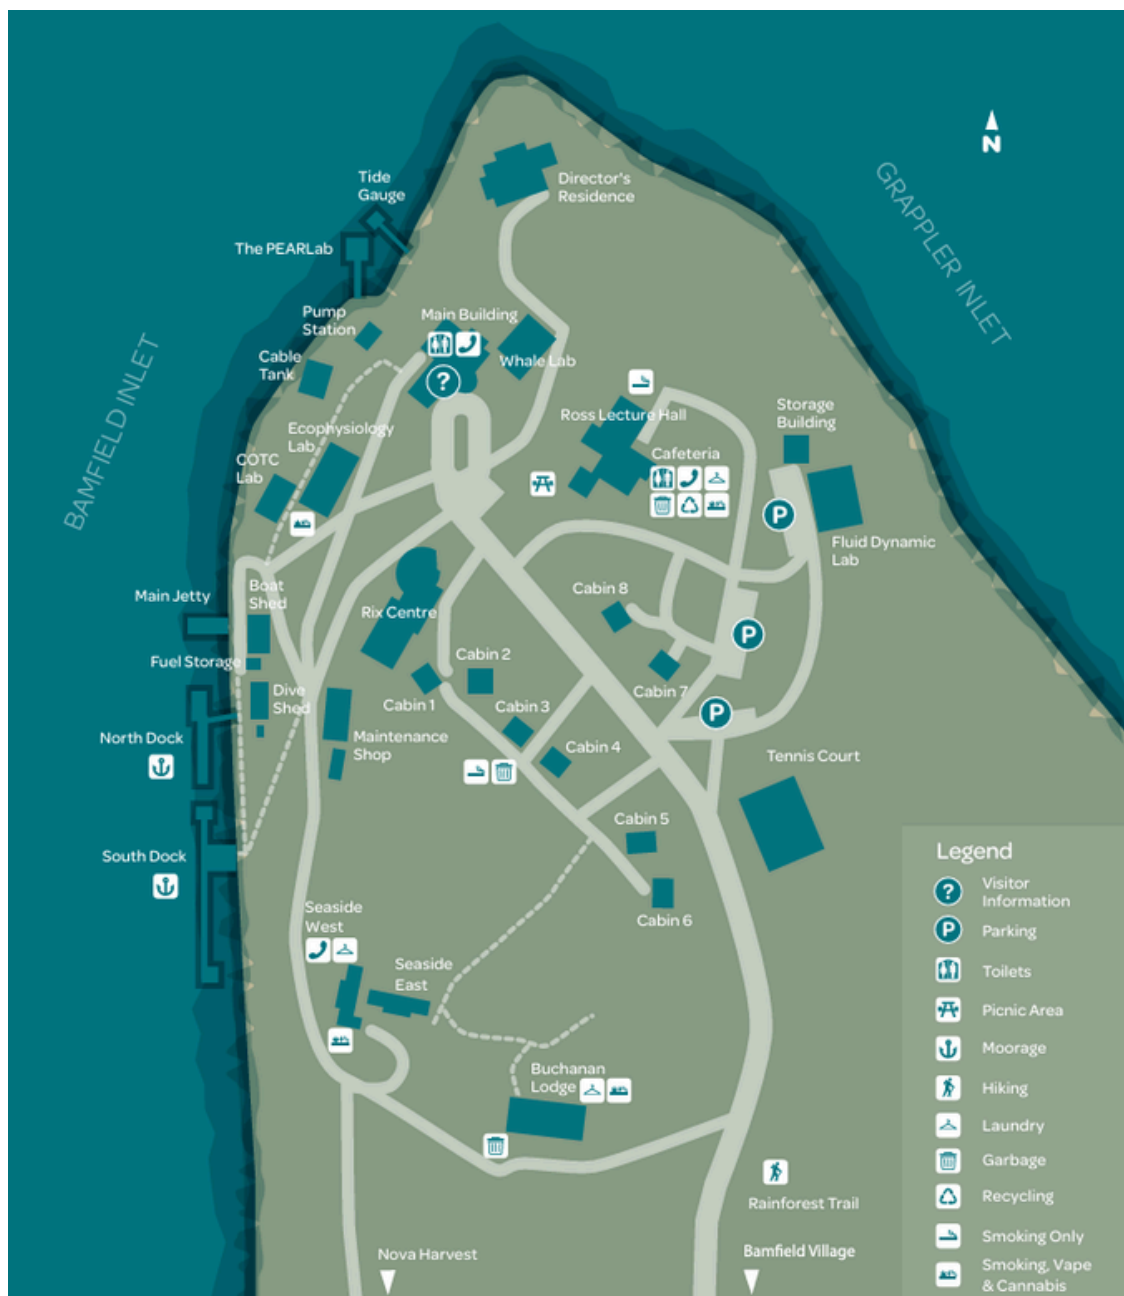 N
GRAPPLER INLET
BAMFIELD INLET
Tide
Gauge
Director's
Residence
The PEARLab
Pump
Station
Main Building
?
Whale Lab
Cable
Tank
Ross Lecture Hall
Storage
Building
Ecophysiology
Lab
Cafeteria
COTC
Lab
P
Fluid Dynamic
Lab
Main Jetty
Boat
Shed
Rix Centre
Cabin 8
P
Fuel Storage
Cabin 2
Cabin 7
Dive
Shed
Cabin 1
Cabin 3
P
North Dock
Maintenance
Shop
Cabin 4
Tennis Court
Cabin 5
South Dock
Cabin 6
Seaside
West
Seaside
East
Buchanan
Lodge
Rainforest Trail
Nova Harvest
Bamfield Village
Legend
? Visitor
Information
P Parking
Toilets
Picnic Area
Moorage
Hiking
Laundry
Garbage
Recycling
Smoking Only
Smoking, Vape
& Cannabis